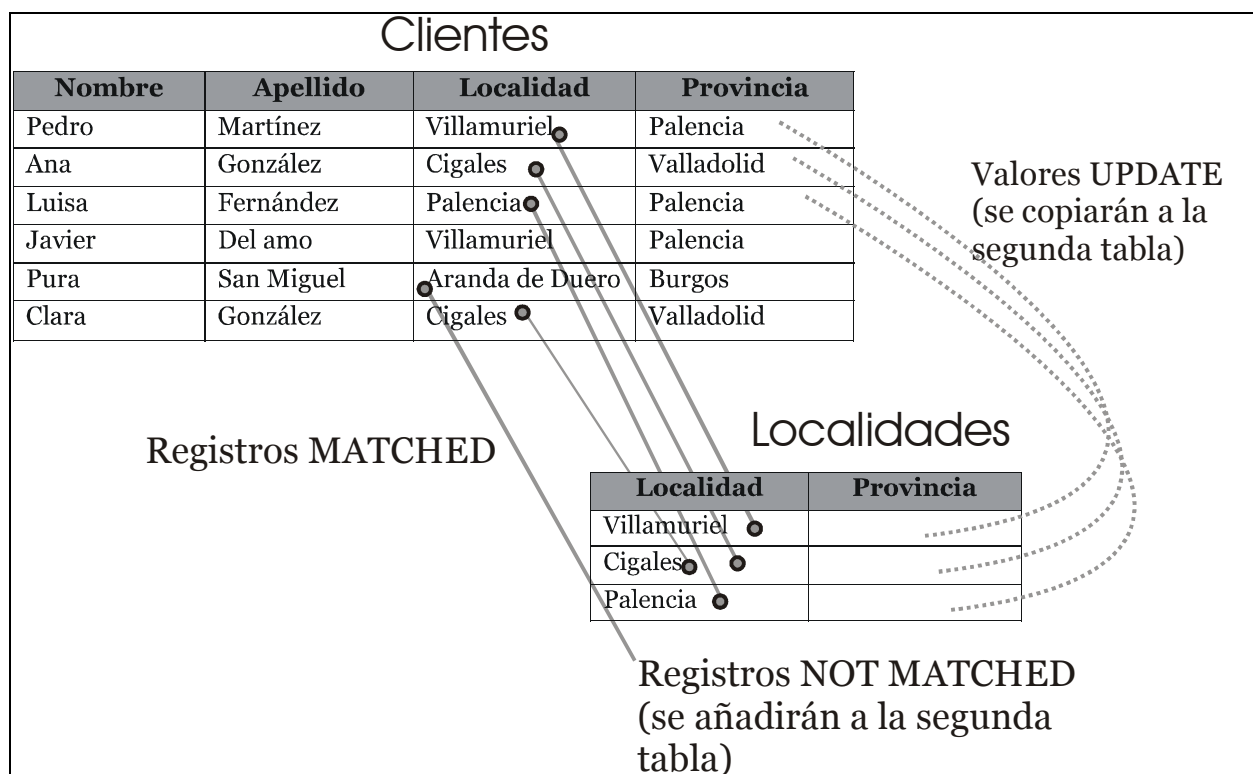 Clientes
Nombre Apellido Localidad Provincia
Pedro Martínez Villamuriel Palencia
Ana González Cigales Valladolid
Luisa Fernández Palencia Palencia
Javier Del amo Villamuriel Palencia
Pura San Miguel Aranda de Duero Burgos
Clara González Cigales Valladolid
Valores UPDATE
(se copiarán a la
segunda tabla)
Registros MATCHED
Localidades
Localidad Provincia
Villamuriel
Cigales
Palencia
Registros NOT MATCHED
(se añadirán a la segunda
tabla)